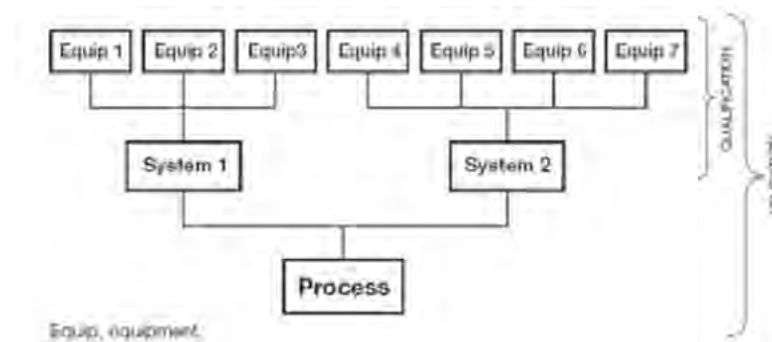 Equip 1 Equip 2 Equip3 Equip 4 Equip 5 Equip 6 Equip 7
QUALIFICATION
System 1 System 2
Process
Equip, equipment